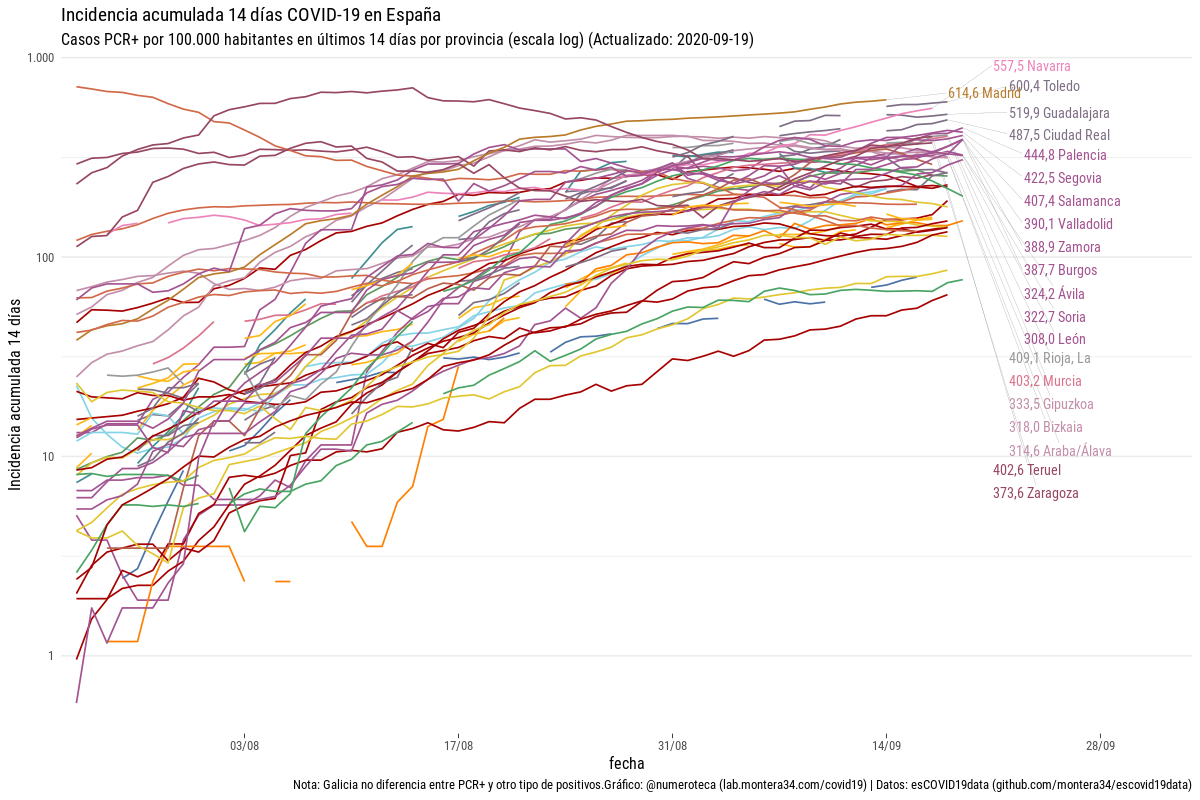 Incidencia acumulada 14 días COVID-19 en España
Casos PCR+ por 100.000 habitantes en últimos 14 días por provincia (escala log) (Actualizado: 2020-09-19)
1.000
100
10
1
Incidencia acumulada 14 días
557,5 Navarra
600,4 Toledo
614,6 Madrid
519,9 Guadalajara
487,5 Ciudad Real
444,8 Palencia
422,5 Segovia
407,4 Salamanca
390,1 Valladolid
388,9 Zamora
387,7 Burgos
324,2 Ávila
322,7 Soria
308,0 León
409,1 Rioja, La
403,2 Murcia
333,5 Gipuzkoa
318,0 Bizkaia
314,6 Araba/Álava
402,6 Teruel
373,6 Zaragoza
03/08
17/08
31/08
14/09
28/09
fecha
Nota: Galicia no diferencia entre PCR+ y otro tipo de positivos.Gráfico: @numeroteca (lab.montera34.com/covid19) | Datos: esCOVID19data (github.com/montera34/escovid19data)